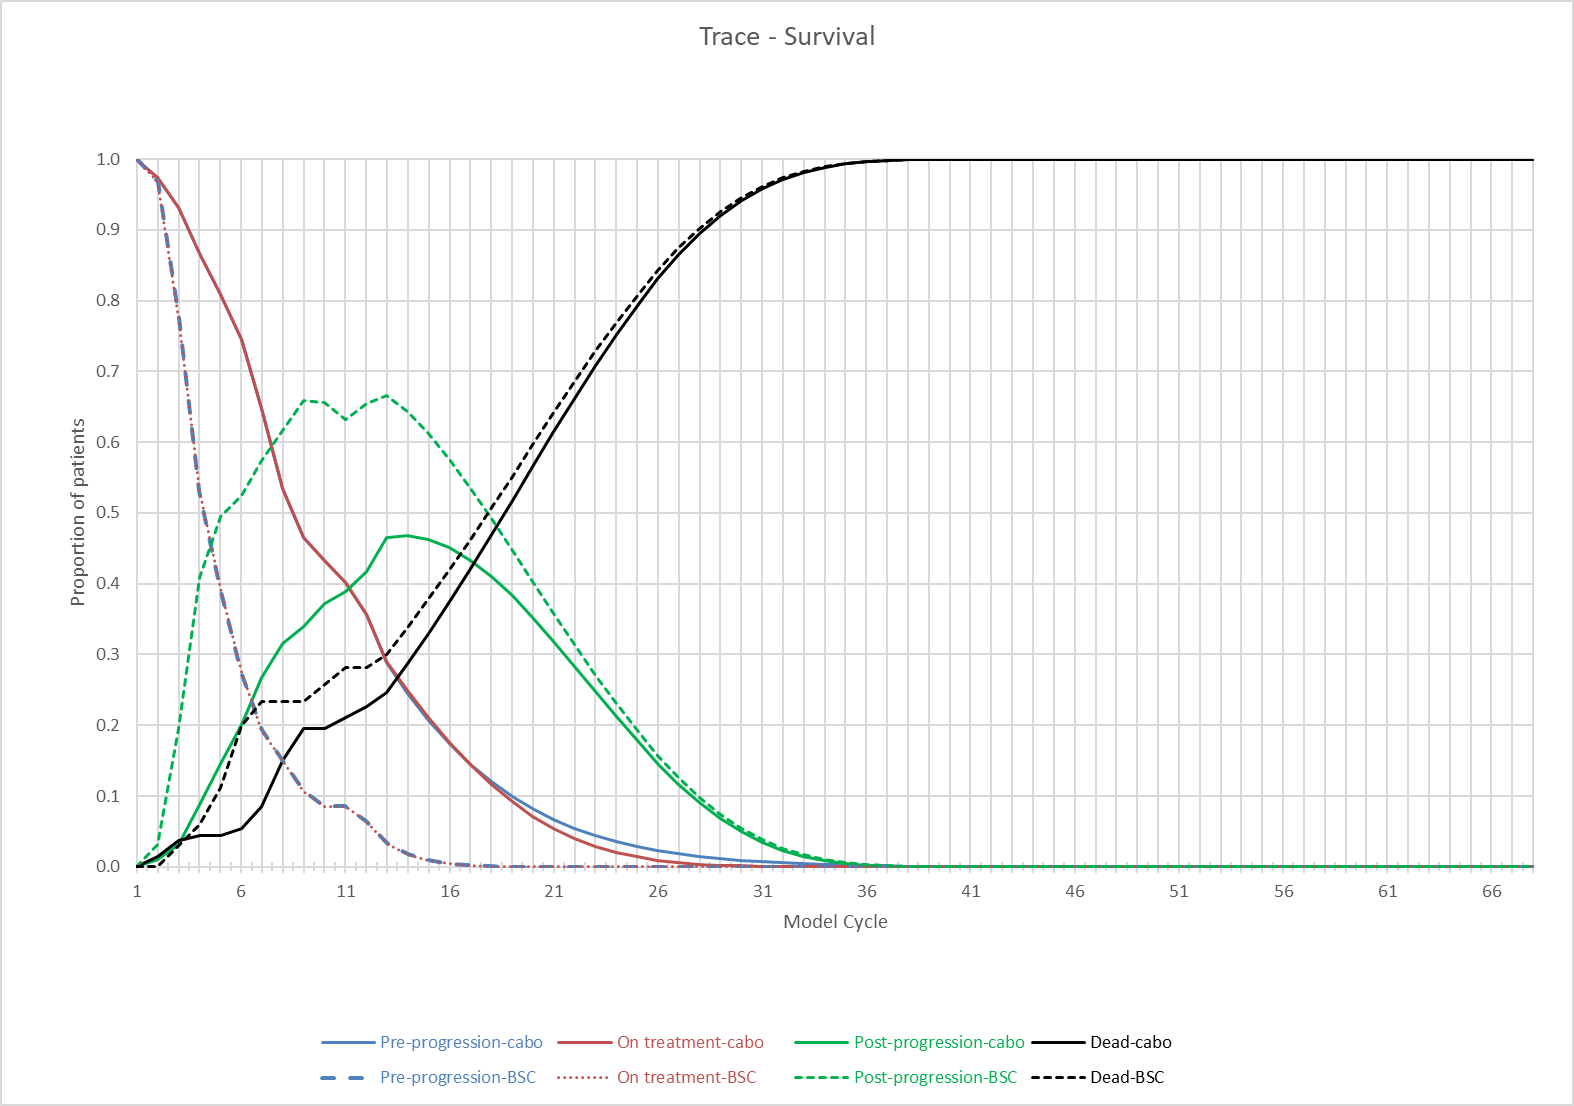 Trace - Survival
1.0
0.9
0.8
0.7
0.6
0.5
0.4
0.3
0.2
0.1
0.0
Proportion of patients
1 6 11 16 21 26 31 36 41 46 51 56 61 66
Model Cycle
Pre-progression-cabo On treatment-cabo Post-progression-cabo Dead-cabo
Pre-progression-BSC On treatment-BSC Post-progression-BSC Dead-BSC